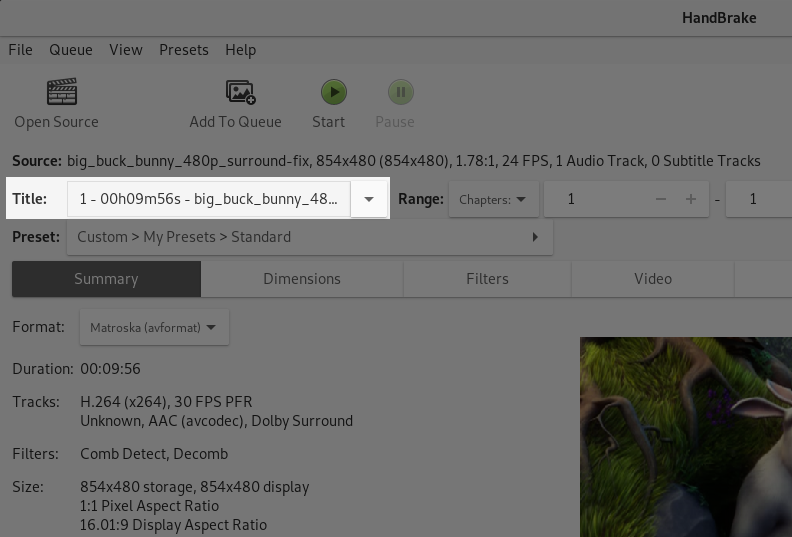 HandBrake
File Queue View Presets Help
Open Source Add To Queue Start Pause
Source: big_buck_bunny_480p_surround-fix, 854x480 (854x480), 1.78:1, 24 FPS, 1 Audio Track, 0 Subtitle Tracks
Title: 1 - 00h09m56s - big_buck_bunny_48... Range: Chapters: 1 - 1
Preset: Custom > My Presets > Standard
Summary Dimensions Filters Video
Format: Matroska (avformat)
Duration: 00:09:56
Tracks: H.264 (x264), 30 FPS PFR
Unknown, AAC (avcodec), Dolby Surround
Filters: Comb Detect, Decomb
Size: 854x480 storage, 854x480 display
1:1 Pixel Aspect Ratio
16.01:9 Display Aspect Ratio